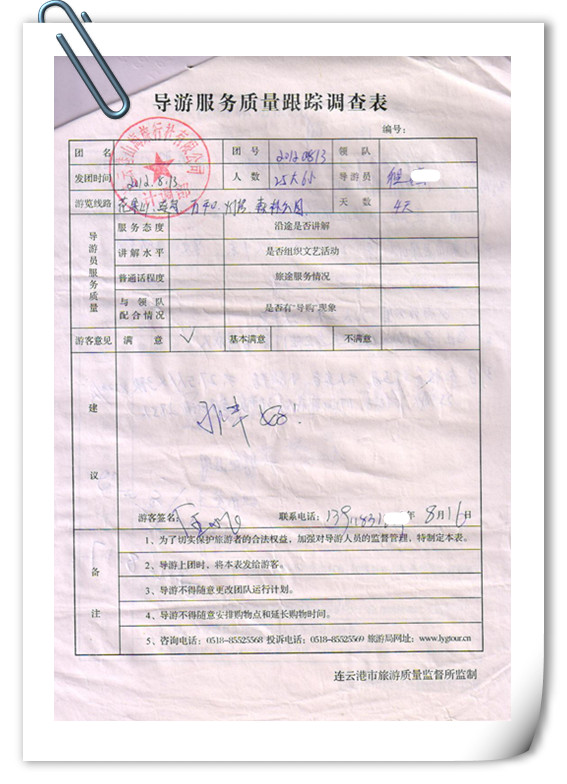 导游服务质量跟踪调查表
编号：
团 名 团 号 20120813 领 队
发团时间 2012.8.13 人 数 25大6小 导游员 程
游览线路 花果山 森林公园 天 数 4天
导游员服务质量
服务态度 沿途是否讲解
讲解水平 是否组织文艺活动
普通话程度 旅途服务情况
与领队配合情况 是否有“导购”现象
游客意见 满 意 √ 基本满意 不满意
建议
非常好！
游客签名： 联系电话： 年 8月16日
备注
1、为了切实保护旅游者的合法权益，加强对导游人员的监督管理，特制定本表。
2、导游上团时，将本表发给游客。
3、导游不得随意更改团队运行计划。
4、导游不得随意安排购物点和延长购物时间。
5、咨询电话：0518-85525568 投诉电话：0518-85525569 旅游局网址：www.lygtour.cn
连云港市旅游质量监督所监制